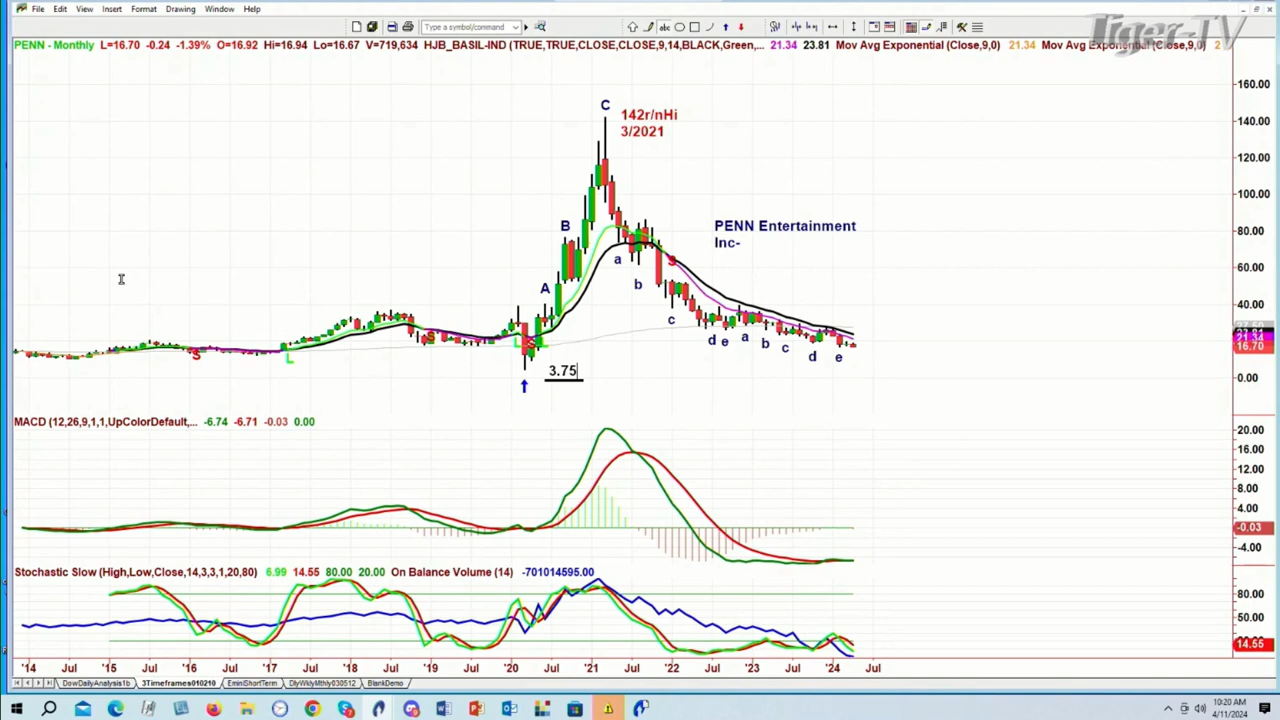 File Edit View Insert Format Drawing Window Help
Type a symbol/command
Tiger-TV
PENN - Monthly L=16.70 -0.24 -1.39% O=16.92 Hi=16.94 Lo=16.67 V=719,634 HJB_BASIL-IND (TRUE,TRUE,CLOSE,CLOSE,9,14,BLACK,Green,... 21.34 23.81 Mov Avg Exponential (Close,9,0) 21.34 Mov Avg Exponential (Close,9,0) 2
160.00
140.00
120.00
100.00
80.00
60.00
40.00
23.81
21.34
16.70
0.00
C
142r/nHi
3/2021
B
PENN Entertainment
Inc-
A
a
b
c
d e
a
b
c
d
e
S
S
S
S
L
L
3.75
MACD (12,26,9,1,1,UpColorDefault,... -6.74 -6.71 -0.03 0.00
20.00
16.00
12.00
8.00
4.00
-0.03
-4.00
Stochastic Slow (High,Low,Close,14,3,3,1,20,80) 6.99 14.55 80.00 20.00 On Balance Volume (14) -701014595.00
80.00
50.00
14.55
'14 Jul '15 Jul '16 Jul '17 Jul '18 Jul '19 Jul '20 Jul '21 Jul '22 Jul '23 Jul '24 Jul
DowDailyAnalysis1b 3Timeframes010210 EminiShortTerm DlyWklyMthly030512 BlankDemo
10:20 AM
4/11/2024